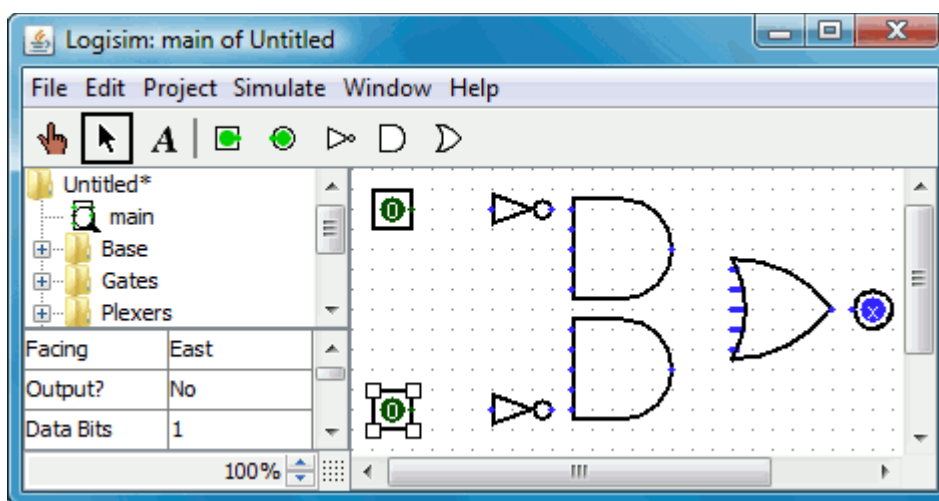 Logisim: main of Untitled
File Edit Project Simulate Window Help
A
Untitled*
main
Base
Gates
Plexers
Facing East
Output? No
Data Bits 1
100%
0
0
x